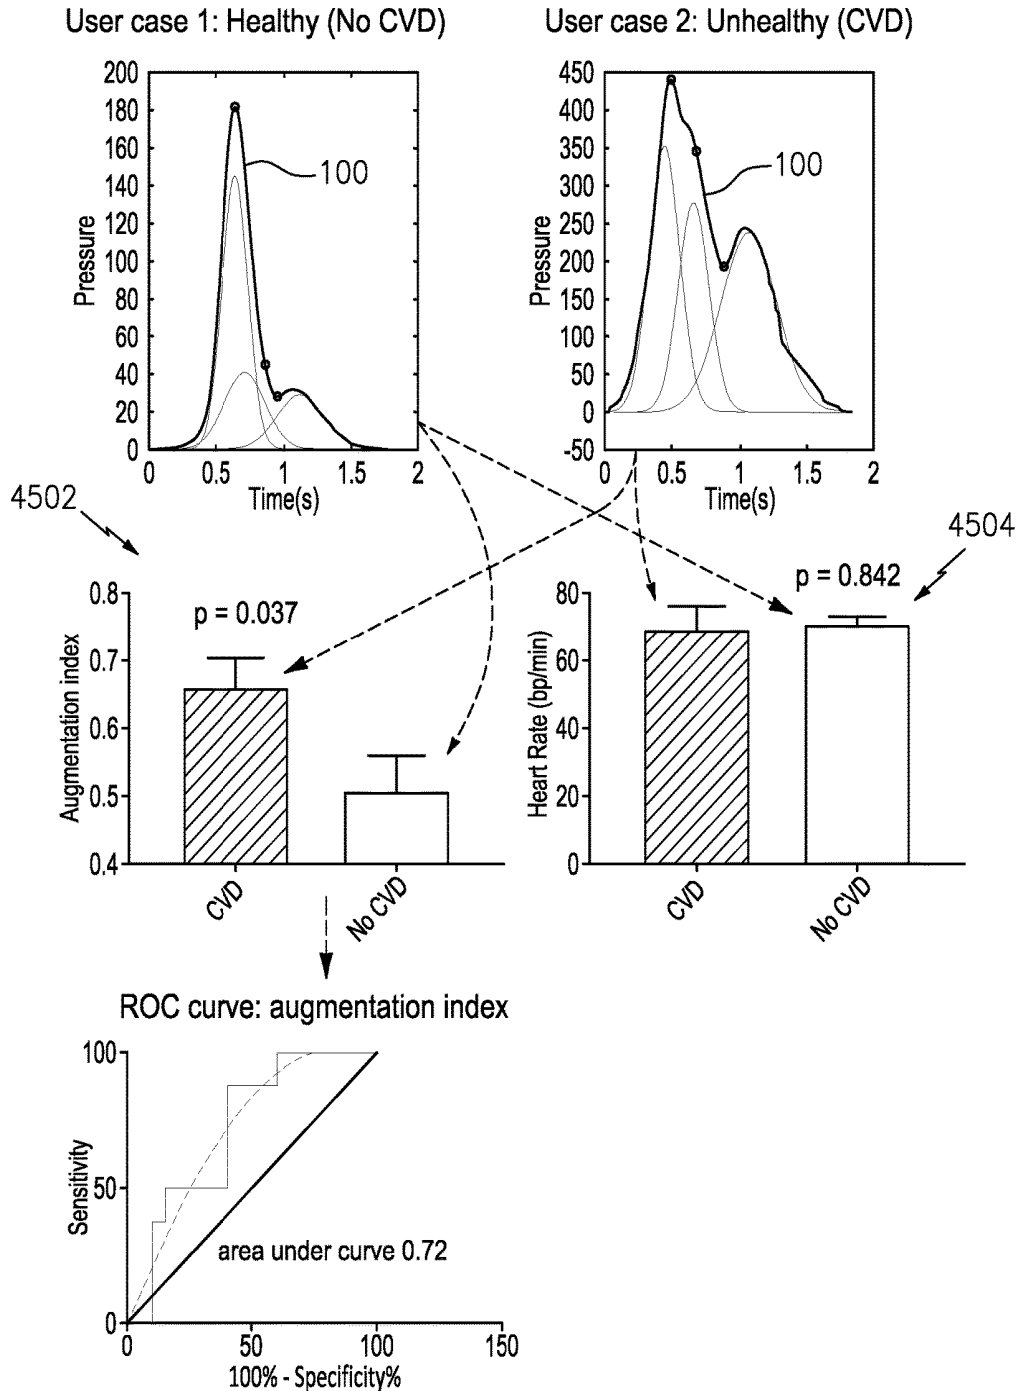 User case 1: Healthy (No CVD)
User case 2: Unhealthy (CVD)
200
180
160
140
120
100
80
60
40
20
0
Pressure
100
0 0.5 1 1.5 2
Time(s)
450
400
350
300
250
200
150
100
50
0
-50
Pressure
100
0 0.5 1 1.5 2
Time(s)
4502
4504
0.8
0.7
0.6
0.5
0.4
Augmentation index
p = 0.037
CVD
No CVD
80
60
40
20
0
Heart Rate (bp/min)
p = 0.842
CVD
No CVD
ROC curve: augmentation index
100
50
0
Sensitivity
area under curve 0.72
0 50 100 150
100% - Specificity%